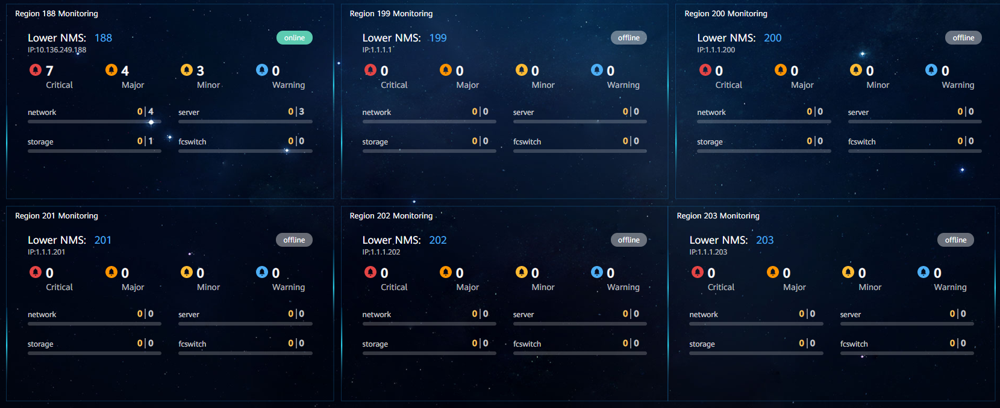 Region 188 Monitoring
Lower NMS: 188 online
IP:10.136.249.188
7 4 3 0
Critical Major Minor Warning
network 0|4 server 0|3
storage 0|1 fcswitch 0|0
Region 199 Monitoring
Lower NMS: 199 offline
IP:1.1.1.1
0 0 0 0
Critical Major Minor Warning
network 0|0 server 0|0
storage 0|0 fcswitch 0|0
Region 200 Monitoring
Lower NMS: 200 offline
IP:1.1.1.200
0 0 0 0
Critical Major Minor Warning
network 0|0 server 0|0
storage 0|0 fcswitch 0|0
Region 201 Monitoring
Lower NMS: 201 offline
IP:1.1.1.201
0 0 0 0
Critical Major Minor Warning
network 0|0 server 0|0
storage 0|0 fcswitch 0|0
Region 202 Monitoring
Lower NMS: 202 offline
IP:1.1.1.202
0 0 0 0
Critical Major Minor Warning
network 0|0 server 0|0
storage 0|0 fcswitch 0|0
Region 203 Monitoring
Lower NMS: 203 offline
IP:1.1.1.203
0 0 0 0
Critical Major Minor Warning
network 0|0 server 0|0
storage 0|0 fcswitch 0|0